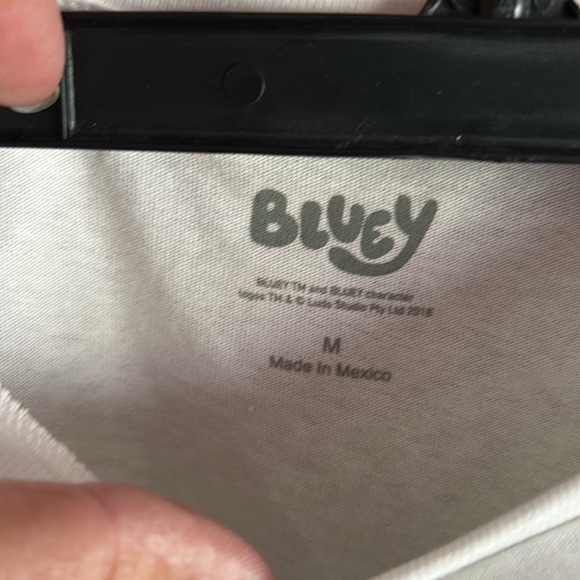 BLUEY
BLUEY TM and BLUEY character
logos TM & © Ludo Studio Pty Ltd 2018
M
Made In Mexico